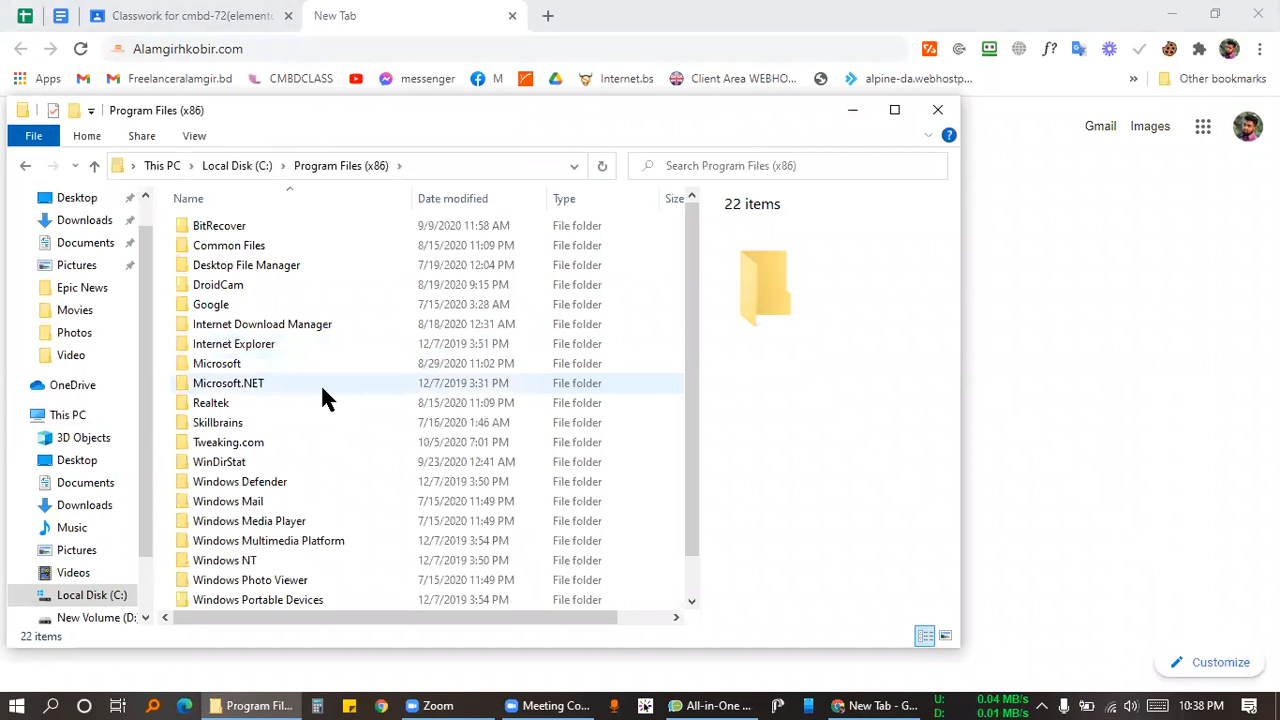 Classwork for cmbd-72(element
New Tab
Alamgirhkobir.com
f?
Apps
Freelanceralamgir.bd
CMBDCLASS
messenger
M
Internet.bs
Client Area WEBHO...
alpine-da.webhostp...
Other bookmarks
Program Files (x86)
File
Home
Share
View
This PC
Local Disk (C:)
Program Files (x86)
Search Program Files (x86)
Gmail
Images
Name
Date modified
Type
Size
22 items
Desktop
Downloads
Documents
Pictures
Epic News
Movies
Photos
Video
OneDrive
This PC
3D Objects
Desktop
Documents
Downloads
Music
Pictures
Videos
Local Disk (C:)
New Volume (D:
BitRecover 9/9/2020 11:58 AM File folder
Common Files 8/15/2020 11:09 PM File folder
Desktop File Manager 7/19/2020 12:04 PM File folder
DroidCam 8/19/2020 9:15 PM File folder
Google 7/15/2020 3:28 AM File folder
Internet Download Manager 8/18/2020 12:31 AM File folder
Internet Explorer 12/7/2019 3:51 PM File folder
Microsoft 8/29/2020 11:02 PM File folder
Microsoft.NET 12/7/2019 3:31 PM File folder
Realtek 8/15/2020 11:09 PM File folder
Skillbrains 7/16/2020 1:46 AM File folder
Tweaking.com 10/5/2020 7:01 PM File folder
WinDirStat 9/23/2020 12:41 AM File folder
Windows Defender 12/7/2019 3:50 PM File folder
Windows Mail 7/15/2020 11:49 PM File folder
Windows Media Player 7/15/2020 11:49 PM File folder
Windows Multimedia Platform 12/7/2019 3:54 PM File folder
Windows NT 12/7/2019 3:50 PM File folder
Windows Photo Viewer 7/15/2020 11:49 PM File folder
Windows Portable Devices 12/7/2019 3:54 PM File folder
22 items
Customize
Program Fil...
Zoom
Meeting Co...
All-in-One ...
New Tab - G...
U: 0.04 MB/s
D: 0.01 MB/s
10:38 PM